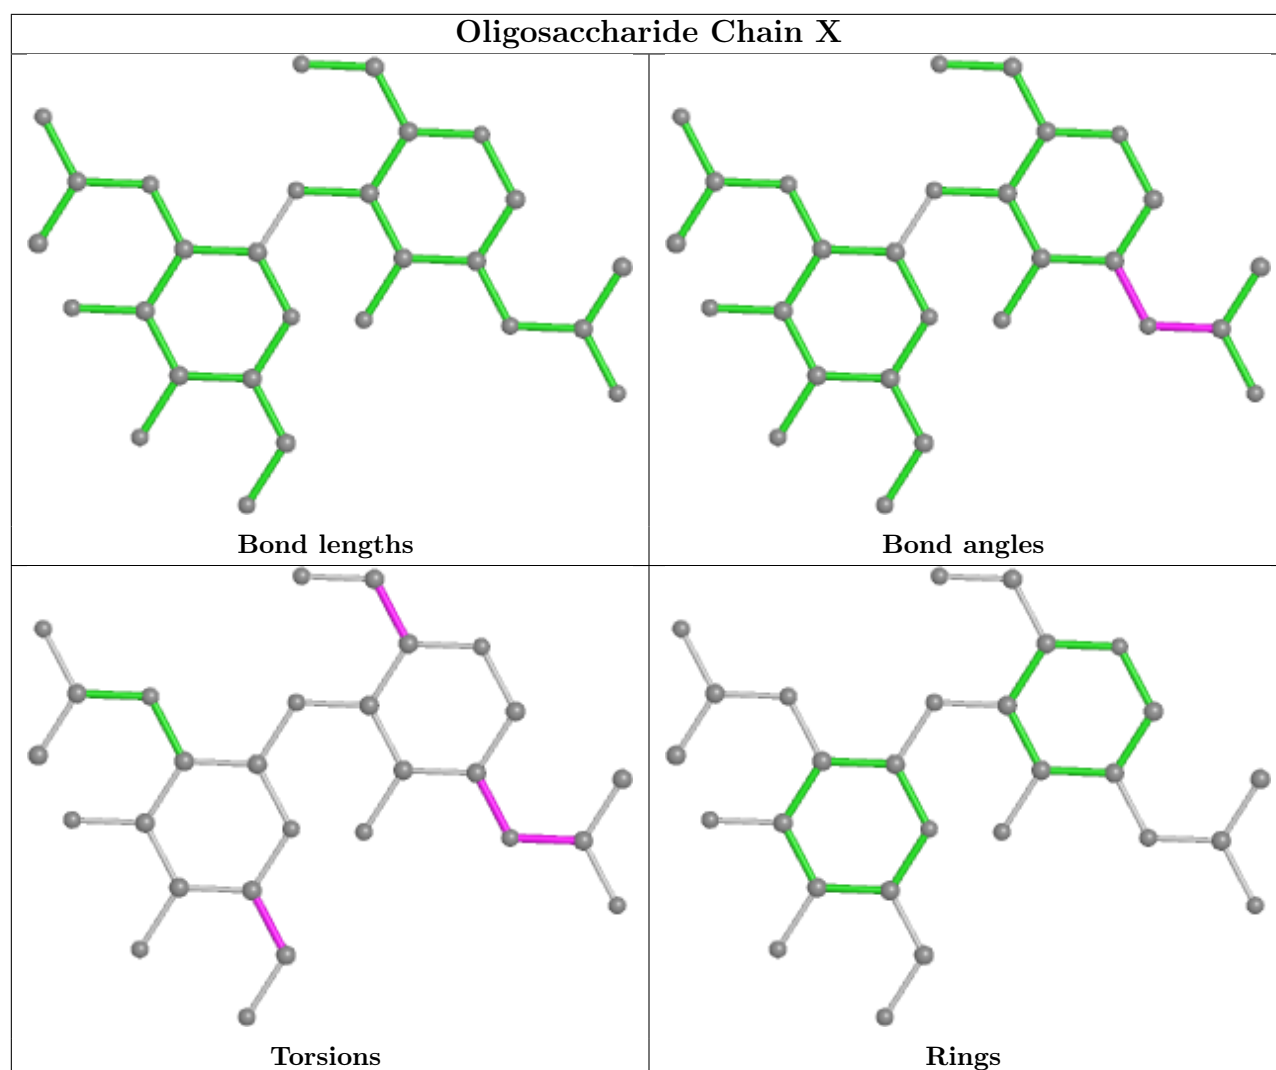 Oligosaccharide Chain X
Bond lengths
Bond angles
Torsions
Rings